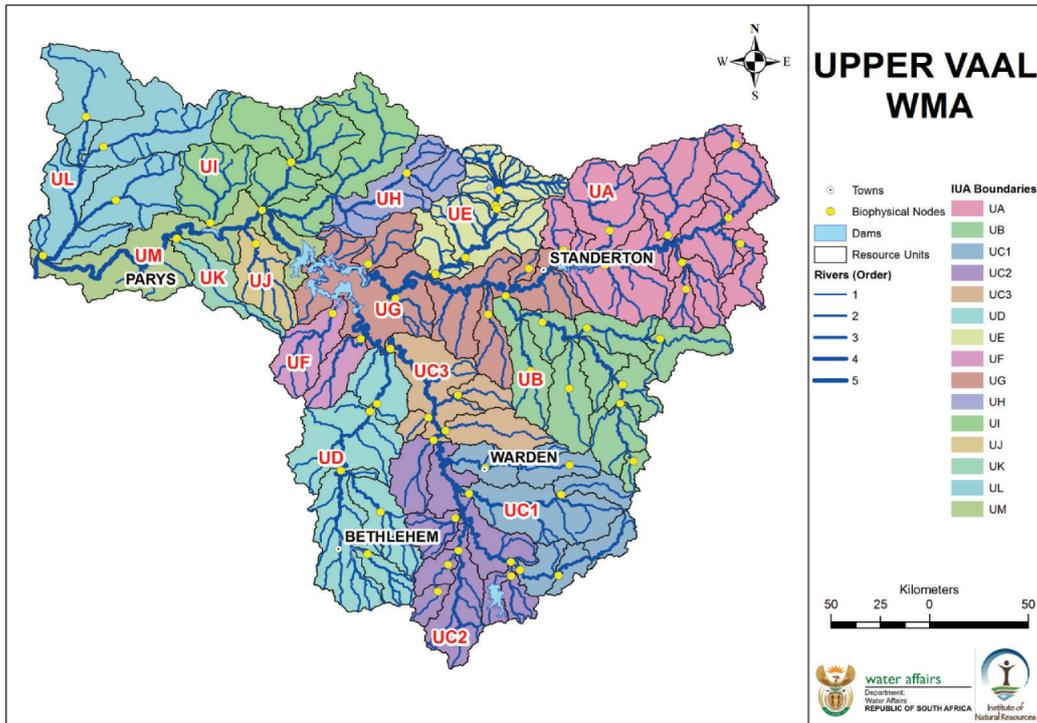 N
W E
S
UL
UI
UH
UE
UA
UM
PARYS
UK
UJ
STANDERTON
UG
UF
UC3
UB
WARDEN
UD
UC1
BETHLEHEM
UC2
UPPER VAAL
WMA
Towns
Biophysical Nodes
Dams
Resource Units
Rivers (Order)
1
2
3
4
5
IUA Boundaries
UA
UB
UC1
UC2
UC3
UD
UE
UF
UG
UH
UI
UJ
UK
UL
UM
Kilometers
50 25 0 50
water affairs
Department:
Water Affairs
REPUBLIC OF SOUTH AFRICA
Institute of
Natural Resources